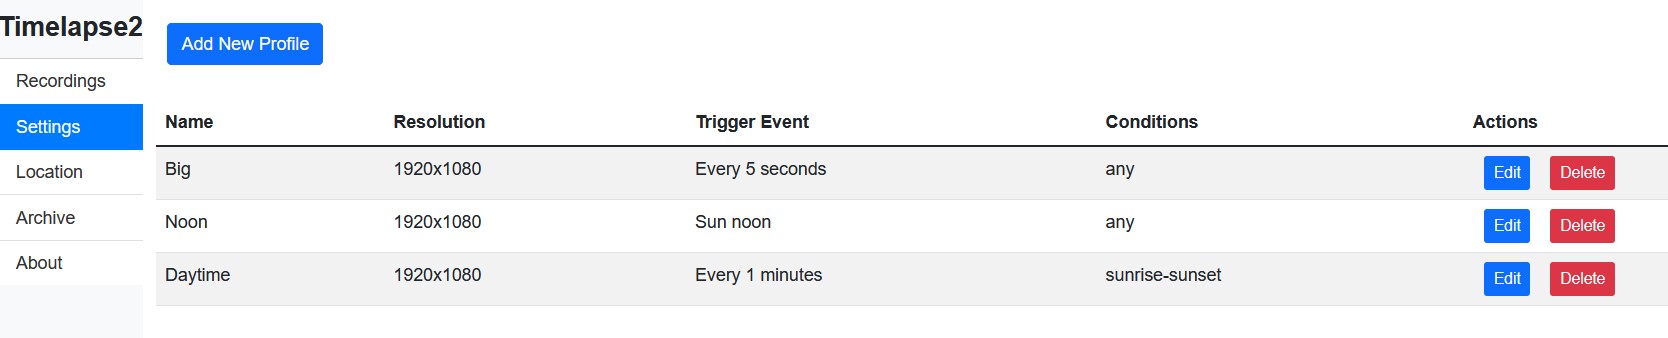 Timelapse2
Recordings
Settings
Location
Archive
About
Add New Profile
Name Resolution Trigger Event Conditions Actions
Big 1920x1080 Every 5 seconds any Edit Delete
Noon 1920x1080 Sun noon any Edit Delete
Daytime 1920x1080 Every 1 minutes sunrise-sunset Edit Delete